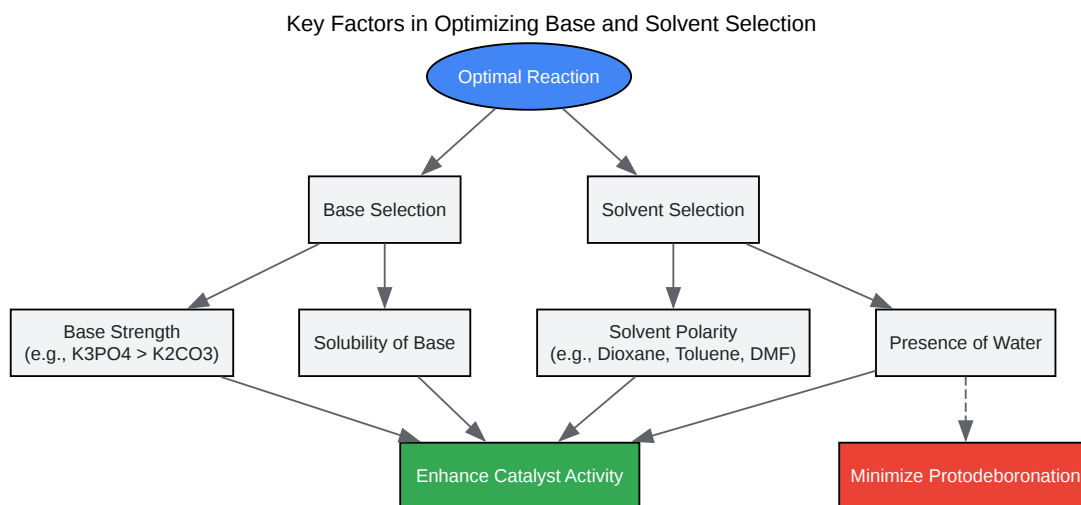 Key Factors in Optimizing Base and Solvent Selection
Optimal Reaction
Base Selection
Solvent Selection
Base Strength
(e.g., K3PO4 > K2CO3)
Solubility of Base
Solvent Polarity
(e.g., Dioxane, Toluene, DMF)
Presence of Water
Enhance Catalyst Activity
Minimize Protodeboronation